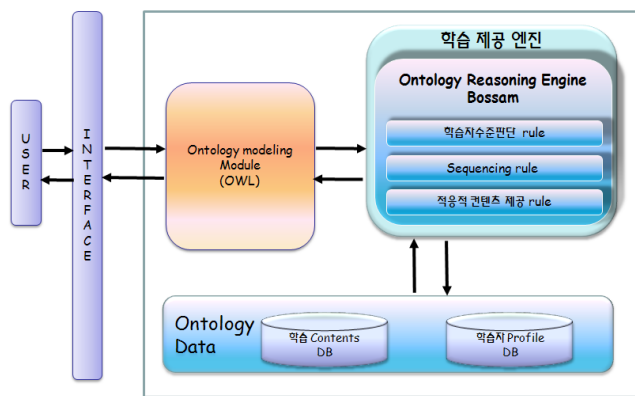 USER
INTERFACE
Ontology modeling
Module
(OWL)
학습 제공 엔진
Ontology Reasoning Engine
Bossam
학습자수준판단 rule
Sequencing rule
적응적 컨텐츠 제공 rule
Ontology
Data
학습 Contents
DB
학습자 Profile
DB